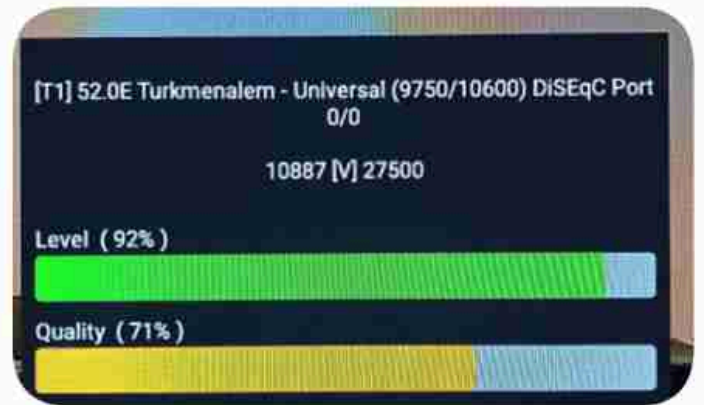 [T1] 52.0E Turkmenalem - Universal (9750/10600) DiSEqC Port
0/0
10887 [V] 27500
Level ( 92% )
Quality ( 71% )